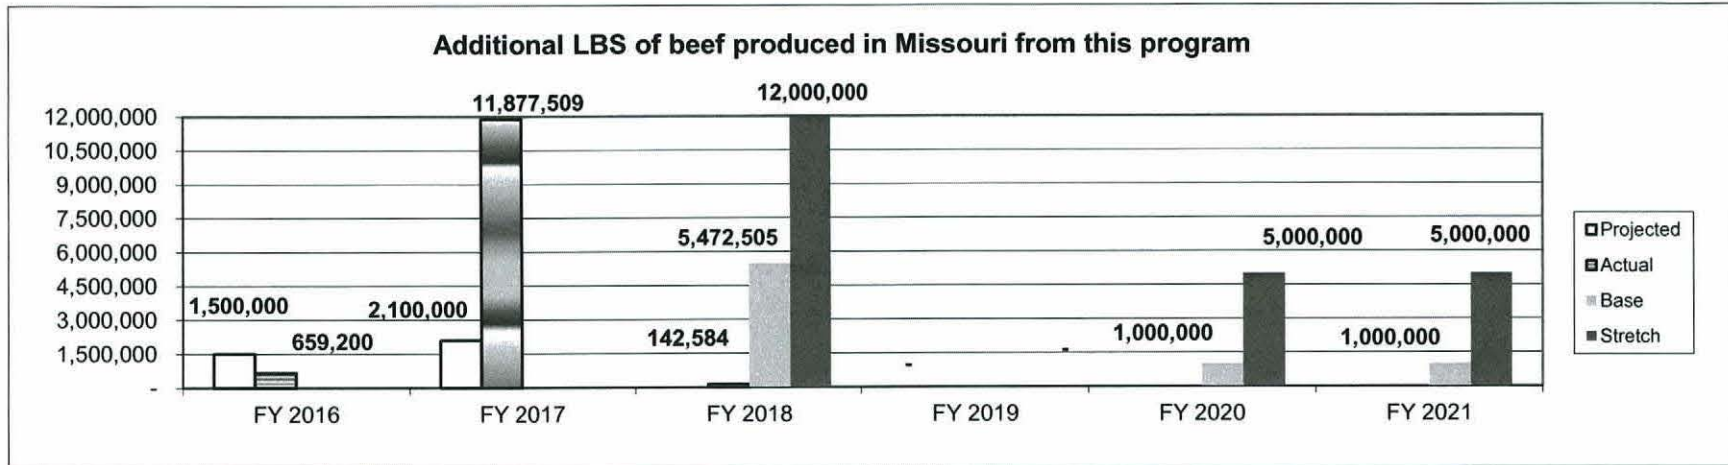 Additional LBS of beef produced in Missouri from this program
11,877,509
12,000,000
12,000,000
10,500,000
9,000,000
7,500,000
6,000,000
4,500,000
3,000,000
1,500,000
-
1,500,000
659,200
2,100,000
142,584
5,472,505
-
-
1,000,000
5,000,000
1,000,000
5,000,000
FY 2016
FY 2017
FY 2018
FY 2019
FY 2020
FY 2021
Projected
Actual
Base
Stretch